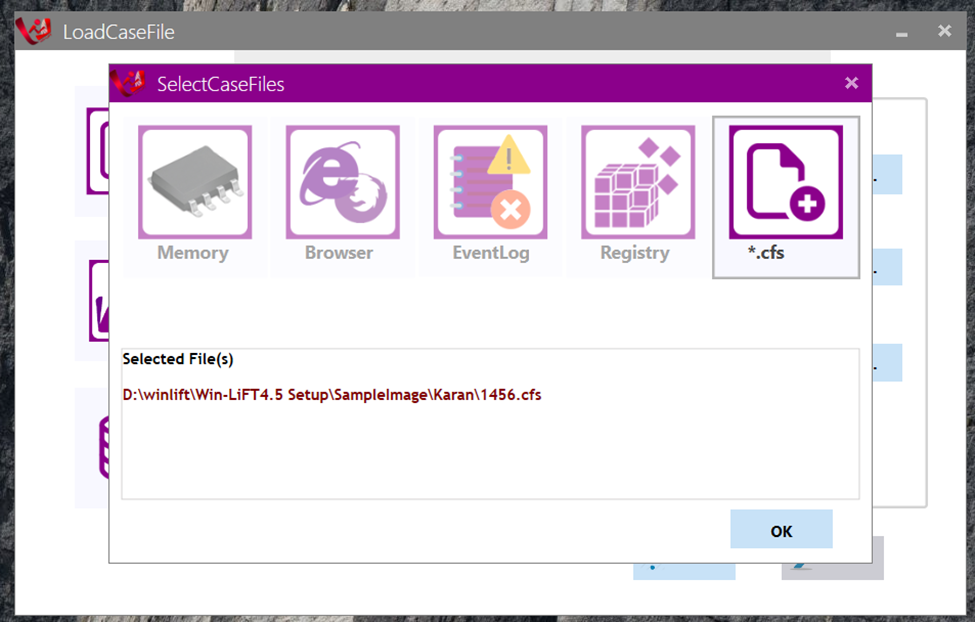 LoadCaseFile
SelectCaseFiles
Memory
Browser
EventLog
Registry
*.cfs
Selected File(s)
D:\winlift\Win-LiFT4.5 Setup\SampleImage\Karan\1456.cfs
OK